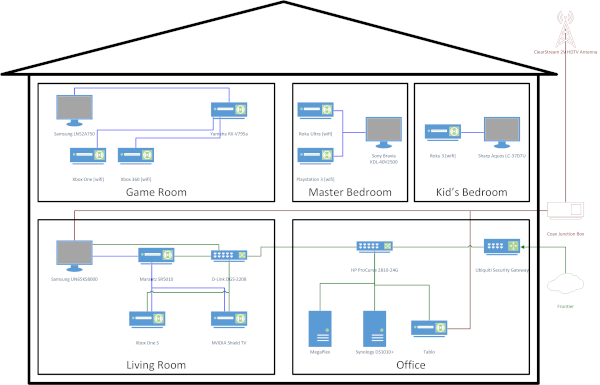 ClearStream 2V HDTV Antenna
Samsung LN52A750
Yamaha RX-V795a
Xbox One (wifi)
Xbox 360 (wifi)
Game Room
Roku Ultra (wifi)
Sony Bravia
KDL-40V2500
Playstation 3 (wifi)
Master Bedroom
Roku 3 (wifi)
Sharp Aquos LC-37D7U
Kid's Bedroom
Coax Junction Box
Samsung UN65KS8000
Marantz SR5010
D-Link DGS-2208
Xbox One S
NVIDIA Shield TV
Living Room
HP ProCurve 1810-24G
Ubiquiti Security Gateway
MegaPlex
Synology DS1010+
Tablo
Office
Frontier